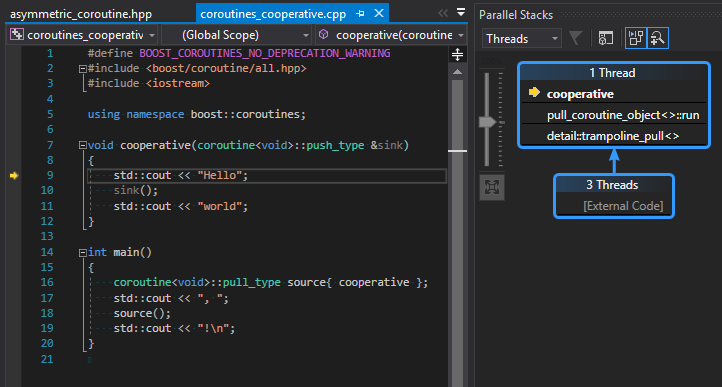 asymmetric_coroutine.hpp
coroutines_cooperative.cpp
coroutines_cooperativ
(Global Scope)
cooperative(coroutine
1 #define BOOST_COROUTINES_NO_DEPRECATION_WARNING
2 #include <boost/coroutine/all.hpp>
3 #include <iostream>
4
5 using namespace boost::coroutines;
6
7 void cooperative(coroutine<void>::push_type &sink)
8 {
9 std::cout << "Hello";
10 sink();
11 std::cout << "world";
12 }
13
14 int main()
15 {
16 coroutine<void>::pull_type source{ cooperative };
17 std::cout << ", ";
18 source();
19 std::cout << "!\n";
20 }
21
Parallel Stacks
Threads
1 Thread
cooperative
pull_coroutine_object<>::run
detail::trampoline_pull<>
3 Threads
[External Code]